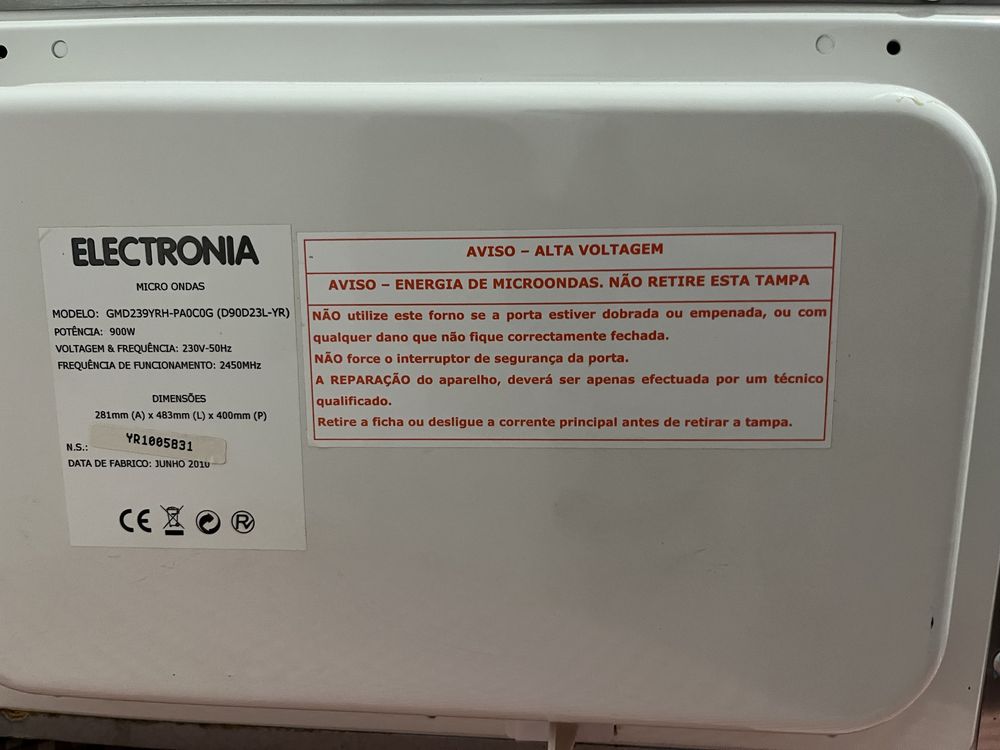 ELECTRONIA
MICRO ONDAS
MODELO: GMD239YRH-PA0C0G (D90D23L-YR)
POTÊNCIA: 900W
VOLTAGEM & FREQUÊNCIA: 230V-50Hz
FREQUÊNCIA DE FUNCIONAMENTO: 2450MHz
DIMENSÕES
281mm (A) x 483mm (L) x 400mm (P)
N.S.: YR1005831
DATA DE FABRICO: JUNHO 2010
CE
R
AVISO – ALTA VOLTAGEM
AVISO – ENERGIA DE MICROONDAS. NÃO RETIRE ESTA TAMPA
NÃO utilize este forno se a porta estiver dobrada ou empenada, ou com
qualquer dano que não fique correctamente fechada.
NÃO force o interruptor de segurança da porta.
A REPARAÇÃO do aparelho, deverá ser apenas efectuada por um técnico
qualificado.
Retire a ficha ou desligue a corrente principal antes de retirar a tampa.